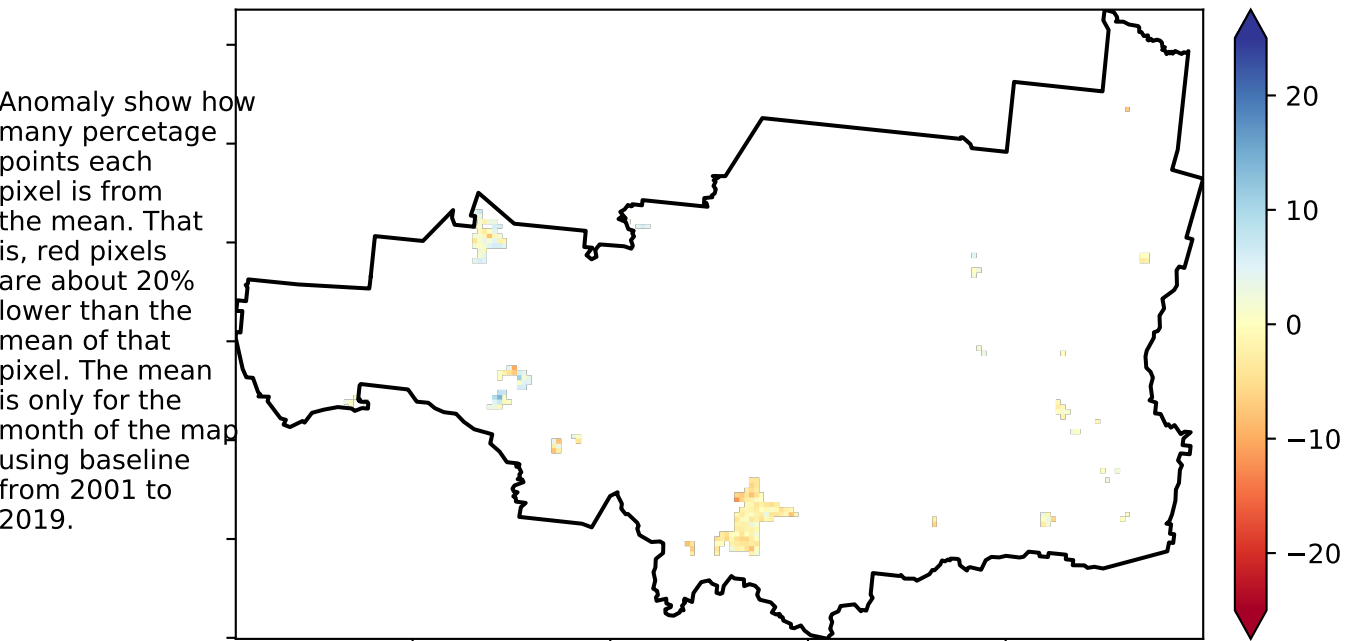 Anomaly show how
many percetage
points each
pixel is from
the mean. That
is, red pixels
are about 20%
lower than the
mean of that
pixel. The mean
is only for the
month of the map
using baseline
from 2001 to
2019.
20
10
0
−10
−20